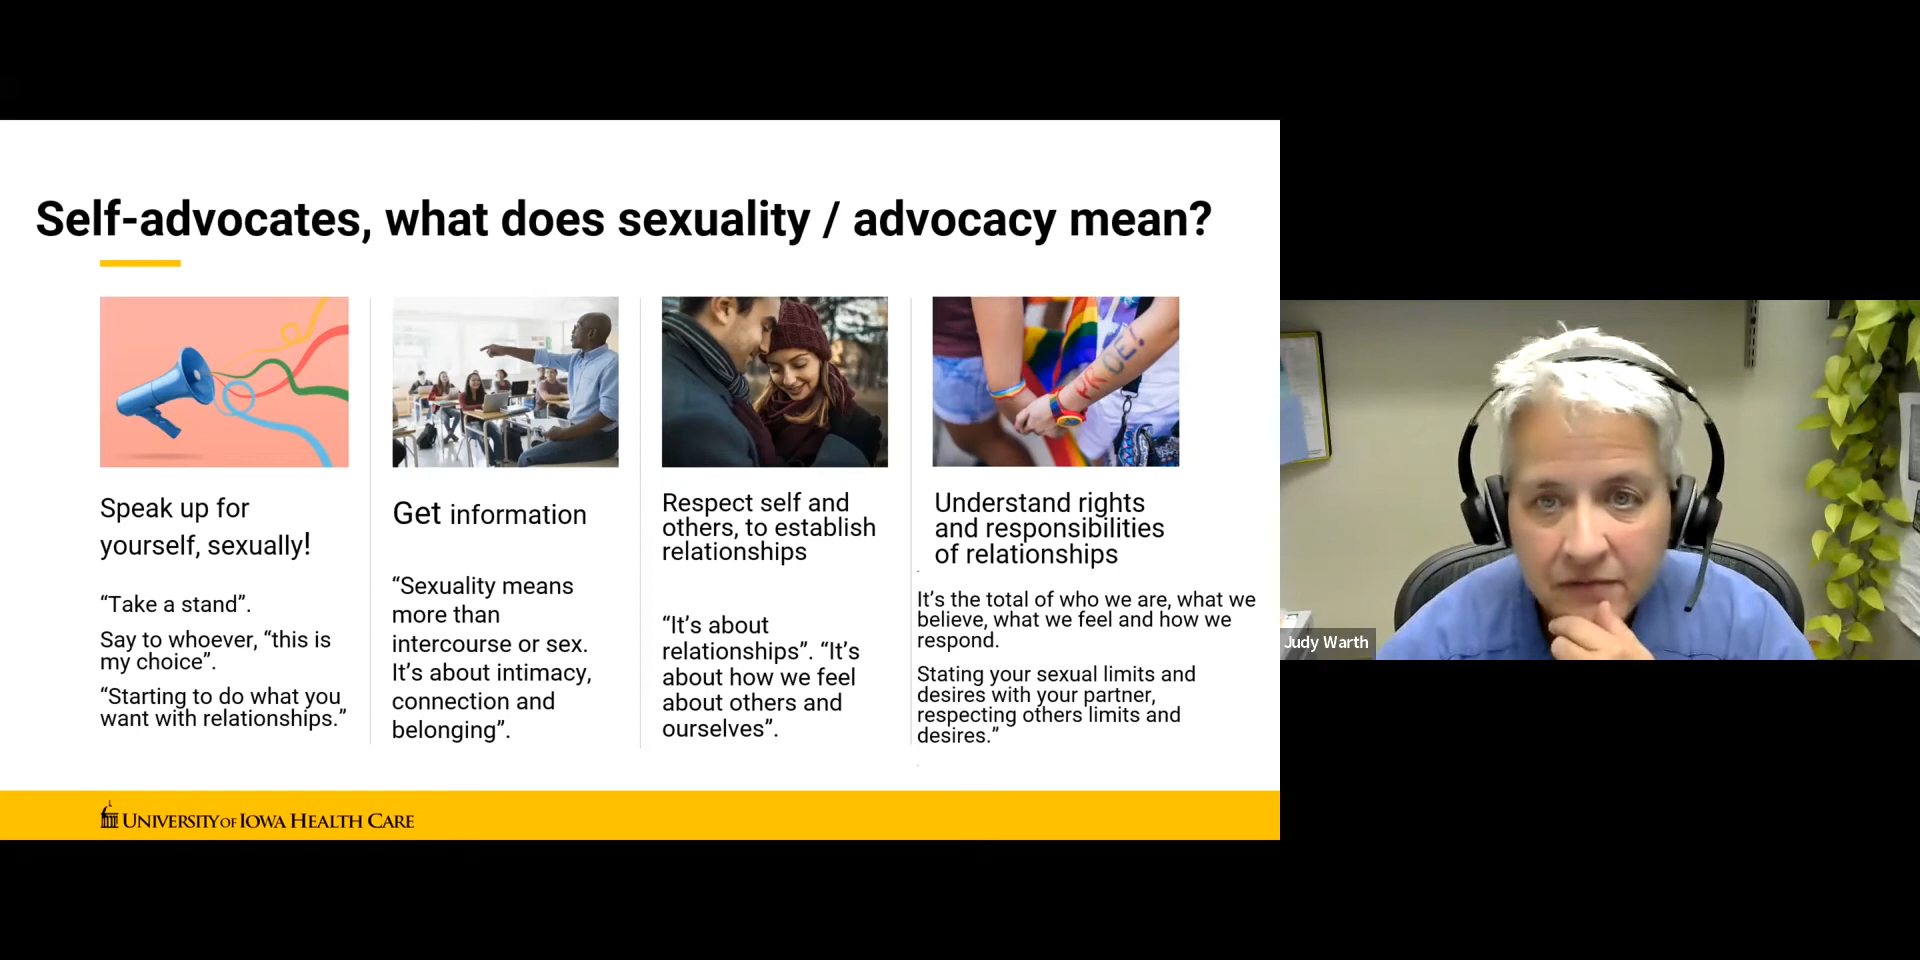 Self-advocates, what does sexuality / advocacy mean?
PRIDE!
Speak up for
yourself, sexually!
“Take a stand”.
Say to whoever, “this is
my choice”.
“Starting to do what you
want with relationships.”
Get information
“Sexuality means
more than
intercourse or sex.
It’s about intimacy,
connection and
belonging”.
Respect self and
others, to establish
relationships
“It’s about
relationships”. “It’s
about how we feel
about others and
ourselves”.
Understand rights
and responsibilities
of relationships
It’s the total of who we are, what we
believe, what we feel and how we
respond.
Stating your sexual limits and
desires with your partner,
respecting others limits and
desires.”
UNIVERSITY OF IOWA HEALTH CARE
Judy Warth